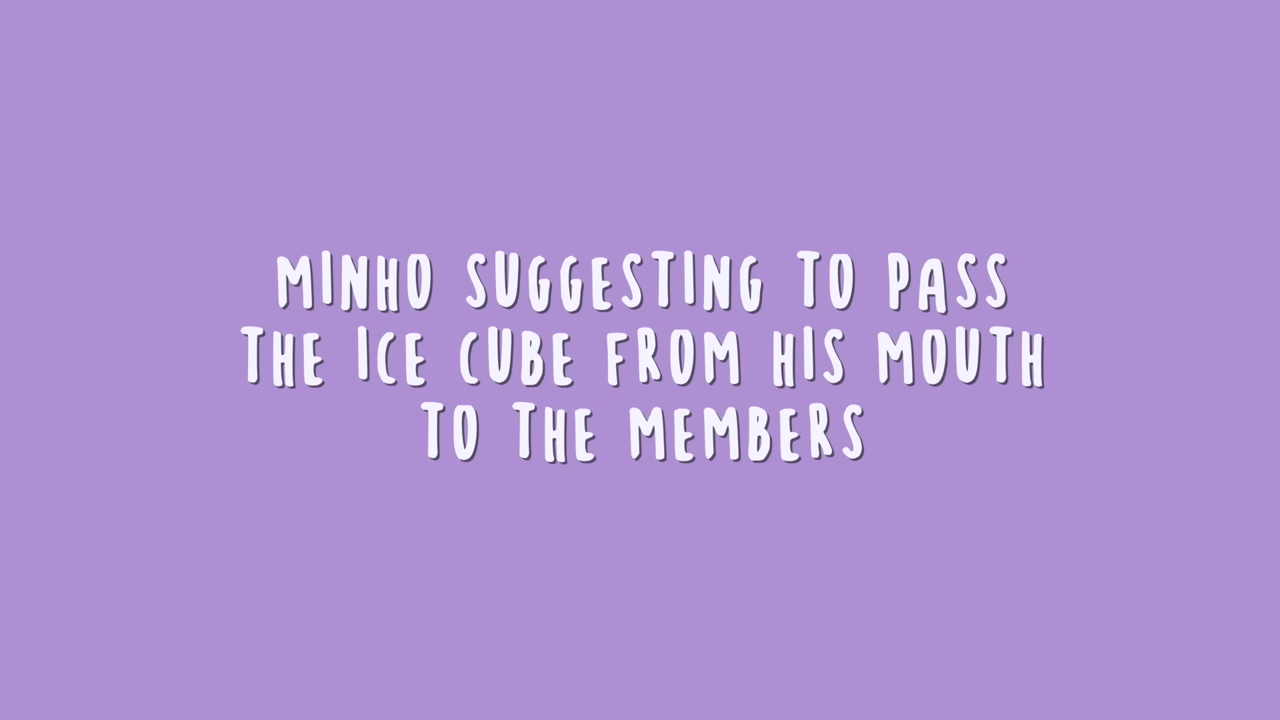 MINHO SUGGESTING TO PASS
THE ICE CUBE FROM HIS MOUTH
TO THE MEMBERS